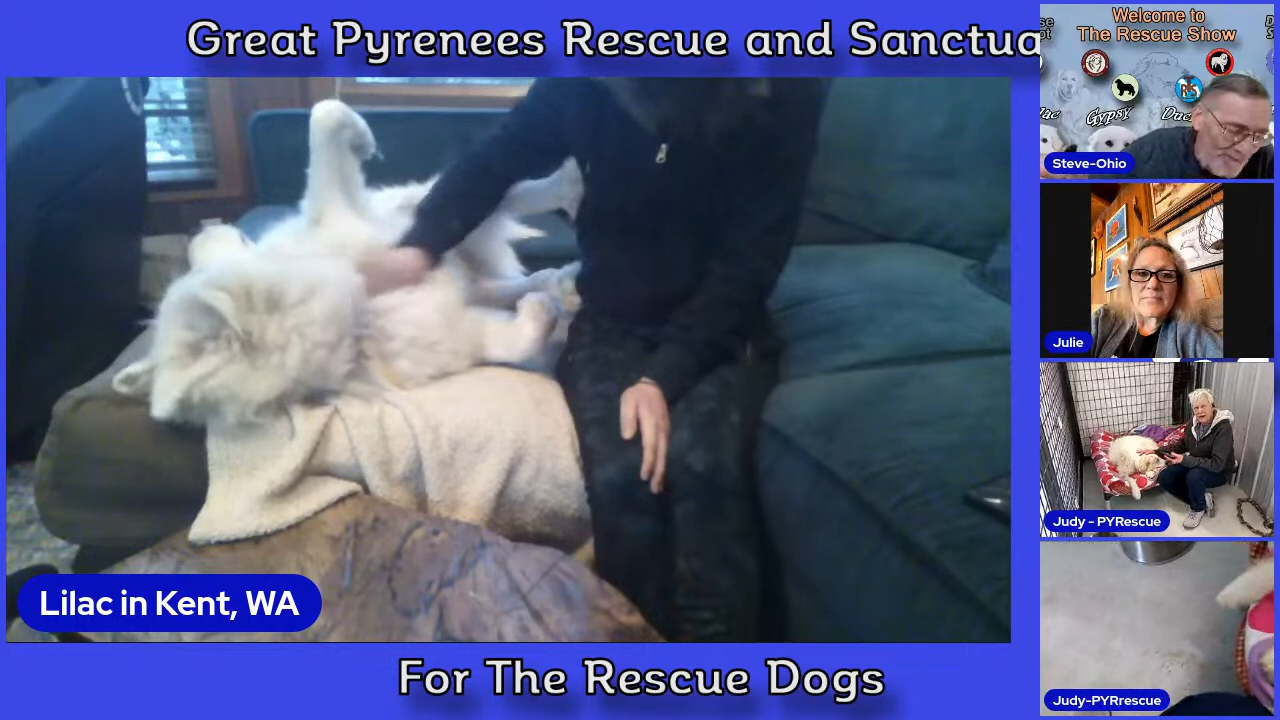 Great Pyrenees Rescue and Sanctua
Welcome to
The Rescue Show
Gypsy
Steve-Ohio
Julie
Judy - PYRescue
Judy-PYRrescue
Lilac in Kent, WA
For The Rescue Dogs